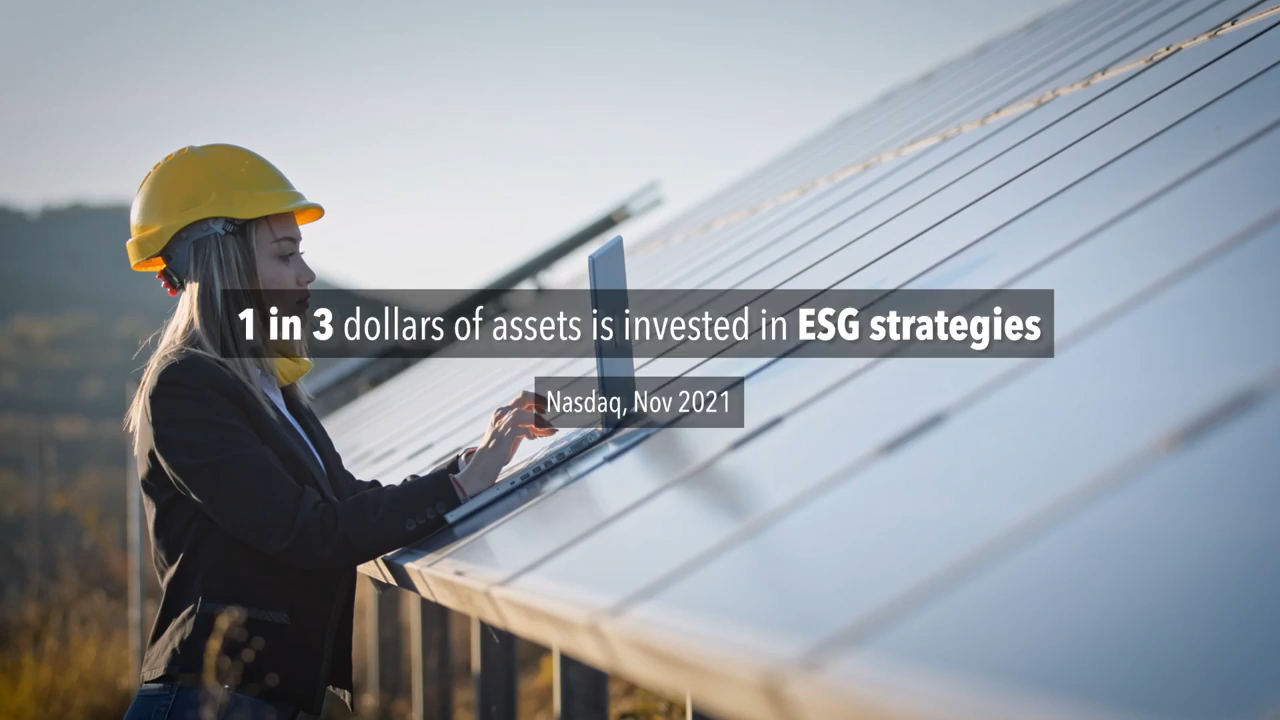 1 in 3 dollars of assets is invested in ESG strategies
Nasdaq, Nov 2021